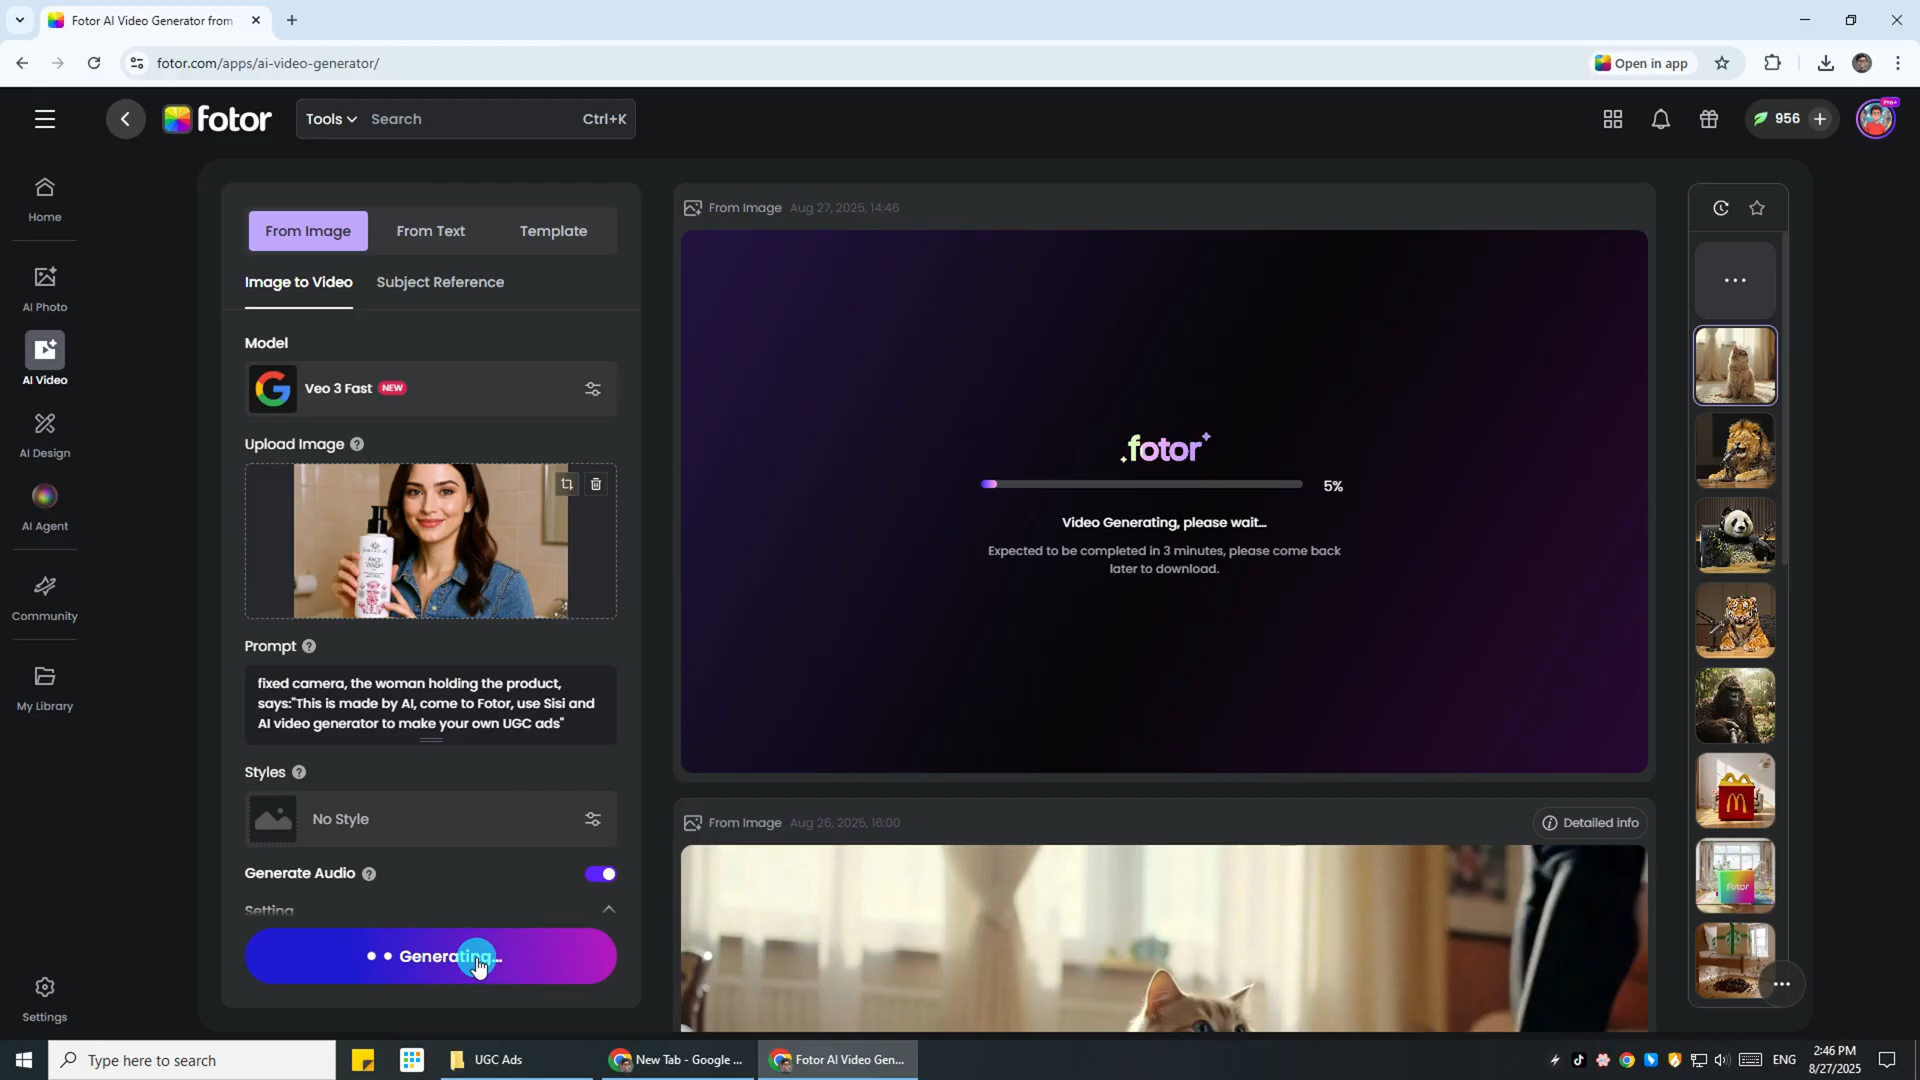 Fotor AI Video Generator from
fotor.com/apps/ai-video-generator/
Open in app
fotor
Tools
Search
Ctrl+K
956
Pro+
Home
AI Photo
AI Video
AI Design
AI Agent
Community
My Library
Settings
From Image
From Text
Template
Image to Video
Subject Reference
Model
Veo 3 Fast
NEW
Upload Image
FACE
WASH
Prompt
fixed camera, the woman holding the product,
says:"This is made by AI, come to Fotor, use Sisi and
AI video generator to make your own UGC ads"
Styles
No Style
Generate Audio
Setting
Generating...
From Image Aug 27, 2025, 14:46
fotor
5%
Video Generating, please wait...
Expected to be completed in 3 minutes, please come back
later to download.
From Image Aug 26, 2025, 16:00
Detailed info
fotor
Type here to search
UGC Ads
New Tab - Google ...
Fotor AI Video Gen...
ENG
2:46 PM
8/27/2025